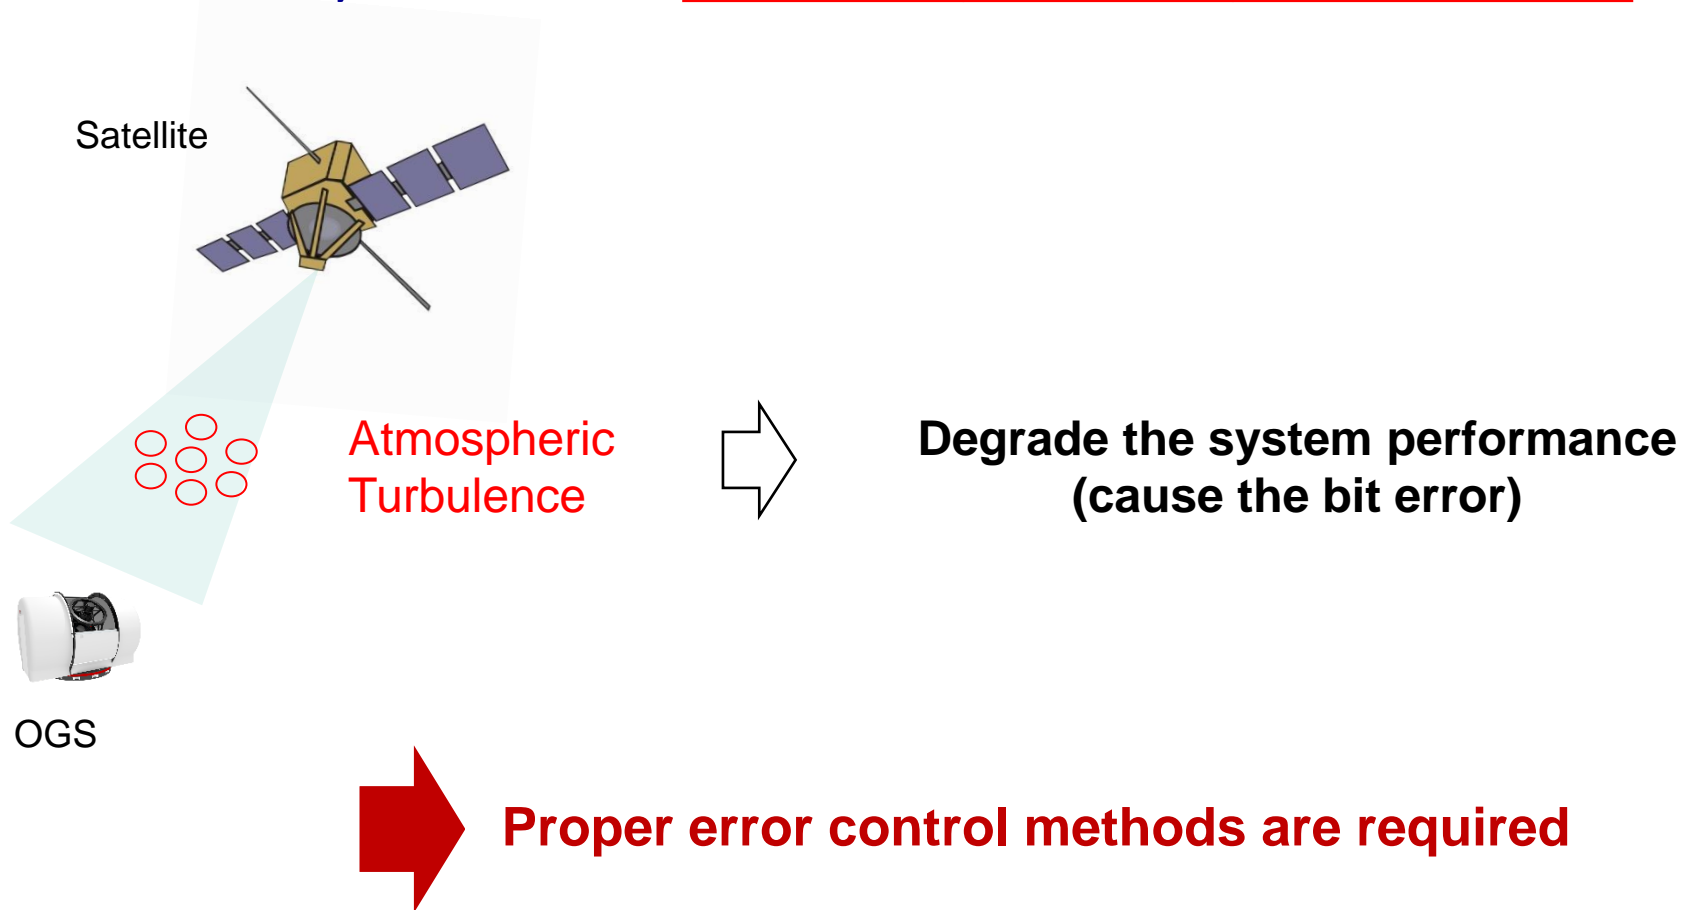 Satellite
Atmospheric
Turbulence
Degrade the system performance
(cause the bit error)
OGS
Proper error control methods are required